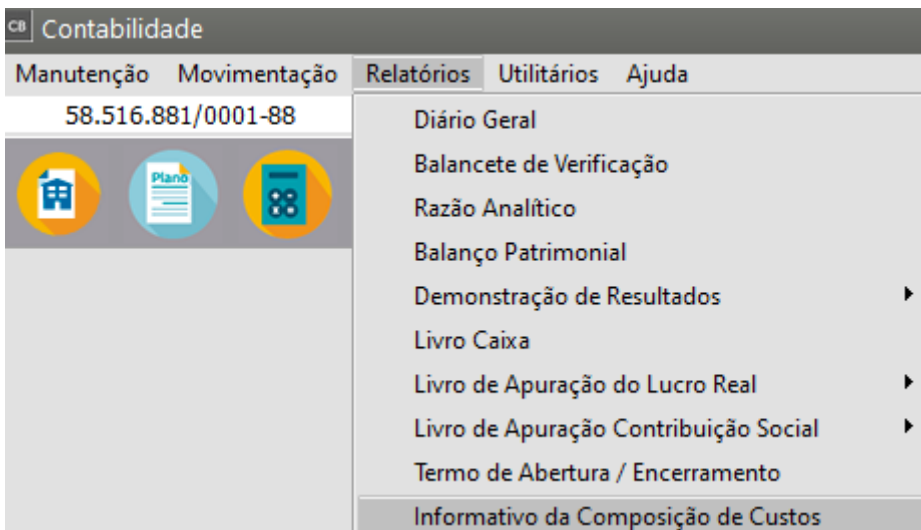 CB Contabilidade
Manutenção Movimentação Relatórios Utilitários Ajuda
58.516.881/0001-88
Plano
Diário Geral
Balancete de Verificação
Razão Analítico
Balanço Patrimonial
Demonstração de Resultados
Livro Caixa
Livro de Apuração do Lucro Real
Livro de Apuração Contribuição Social
Termo de Abertura / Encerramento
Informativo da Composição de Custos